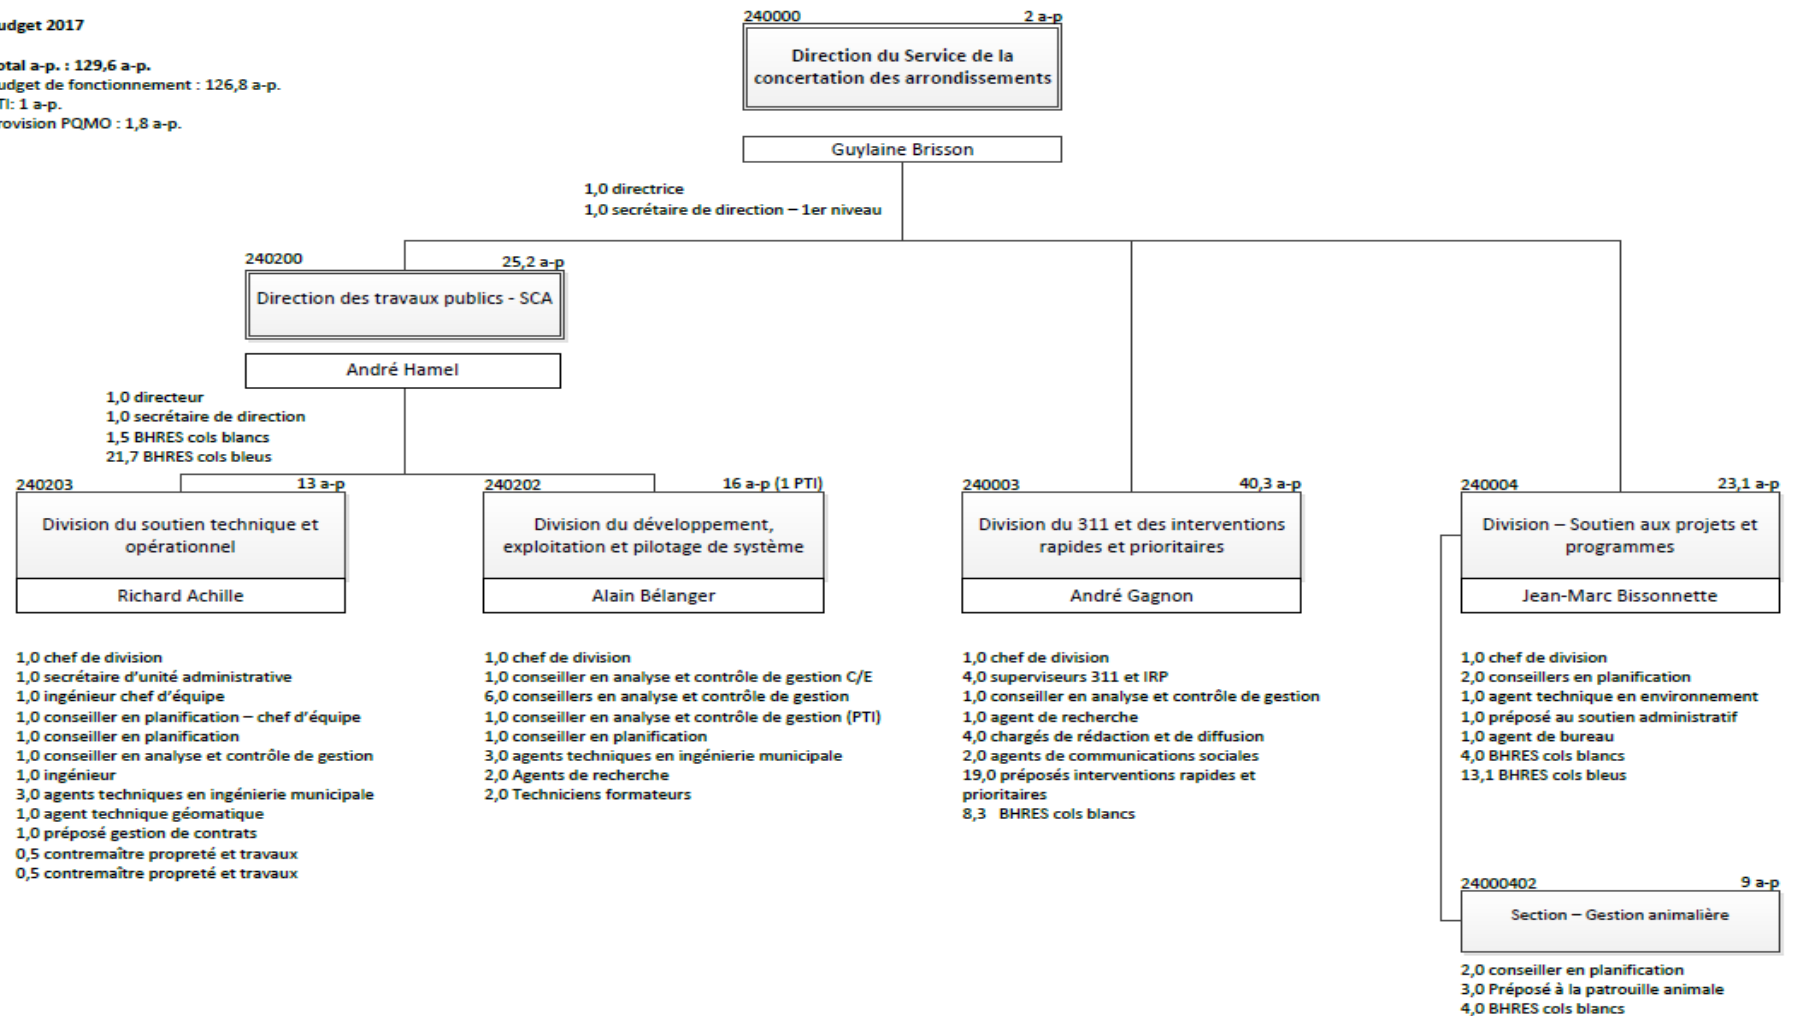 udget 2017
otal a-p. : 129,6 a-p.
udget de fonctionnement : 126,8 a-p.
TI: 1 a-p.
rovision PQMO : 1,8 a-p.
240000 2 a-p
Direction du Service de la
concertation des arrondissements
Guylaine Brisson
1,0 directrice
1,0 secrétaire de direction – 1er niveau
240200 25,2 a-p
Direction des travaux publics - SCA
André Hamel
1,0 directeur
1,0 secrétaire de direction
1,5 BHRES cols blancs
21,7 BHRES cols bleus
240203 13 a-p
Division du soutien technique et
opérationnel
Richard Achille
1,0 chef de division
1,0 secrétaire d'unité administrative
1,0 ingénieur chef d'équipe
1,0 conseiller en planification – chef d'équipe
1,0 conseiller en planification
1,0 conseiller en analyse et contrôle de gestion
1,0 ingénieur
3,0 agents techniques en ingénierie municipale
1,0 agent technique géomatique
1,0 préposé gestion de contrats
0,5 contremaître propreté et travaux
0,5 contremaître propreté et travaux
240202 16 a-p (1 PTI)
Division du développement,
exploitation et pilotage de système
Alain Bélanger
1,0 chef de division
1,0 conseiller en analyse et contrôle de gestion C/E
6,0 conseillers en analyse et contrôle de gestion
1,0 conseiller en analyse et contrôle de gestion (PTI)
1,0 conseiller en planification
3,0 agents techniques en ingénierie municipale
2,0 Agents de recherche
2,0 Techniciens formateurs
240003 40,3 a-p
Division du 311 et des interventions
rapides et prioritaires
André Gagnon
1,0 chef de division
4,0 superviseurs 311 et IRP
1,0 conseiller en analyse et contrôle de gestion
1,0 agent de recherche
4,0 chargés de rédaction et de diffusion
2,0 agents de communications sociales
19,0 préposés interventions rapides et
prioritaires
8,3 BHRES cols blancs
240004 23,1 a-p
Division – Soutien aux projets et
programmes
Jean-Marc Bissonnette
1,0 chef de division
2,0 conseillers en planification
1,0 agent technique en environnement
1,0 préposé au soutien administratif
1,0 agent de bureau
4,0 BHRES cols blancs
13,1 BHRES cols bleus
24000402 9 a-p
Section – Gestion animalière
2,0 conseiller en planification
3,0 Préposé à la patrouille animale
4,0 BHRES cols blancs